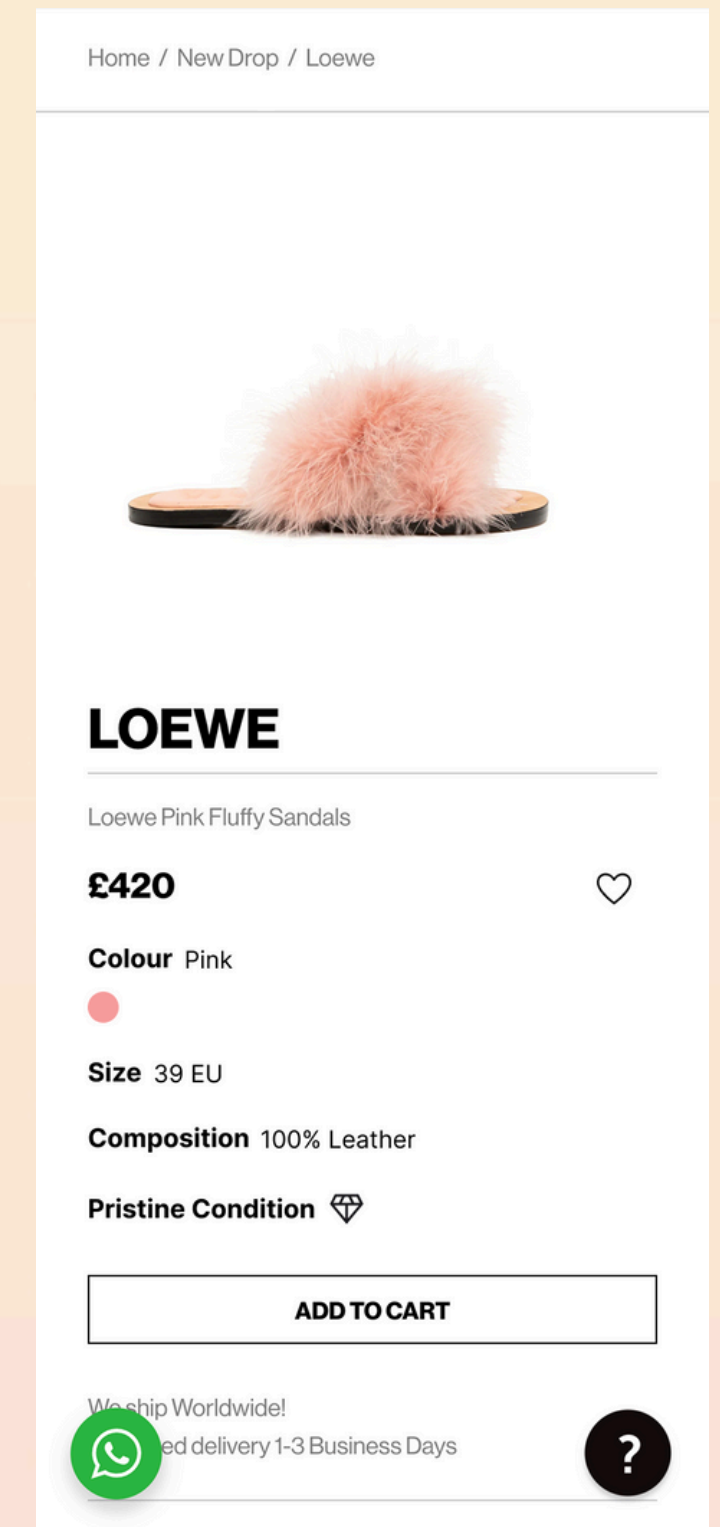 Home / New Drop / Loewe
LOEWE
Loewe Pink Fluffy Sandals
£420
Colour Pink
Size 39 EU
Composition 100% Leather
Pristine Condition
ADD TO CART
We ship Worldwide!
delivery 1-3 Business Days
?